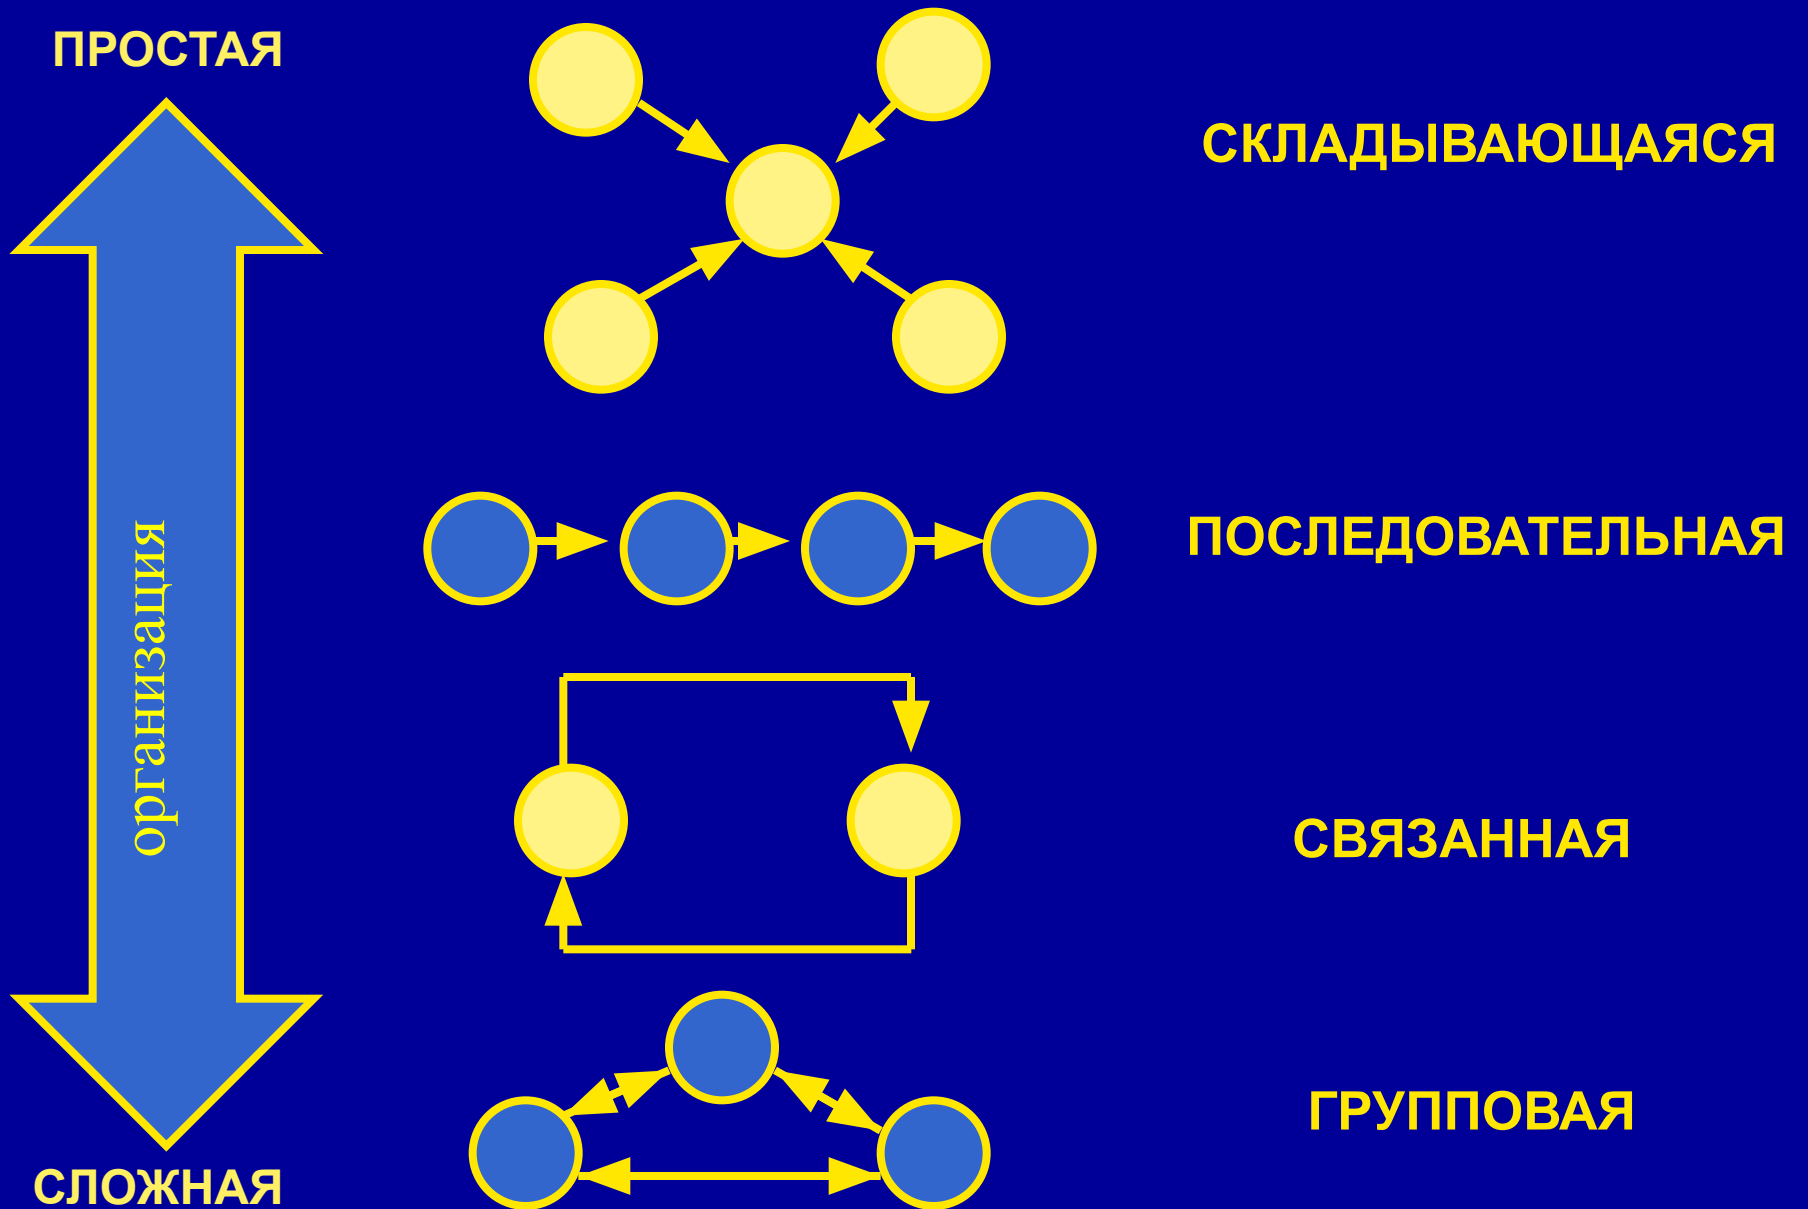 ПРОСТАЯ
СКЛАДЫВАЮЩАЯСЯ
ПОСЛЕДОВАТЕЛЬНАЯ
организация
СВЯЗАННАЯ
ГРУППОВАЯ
СЛОЖНАЯ